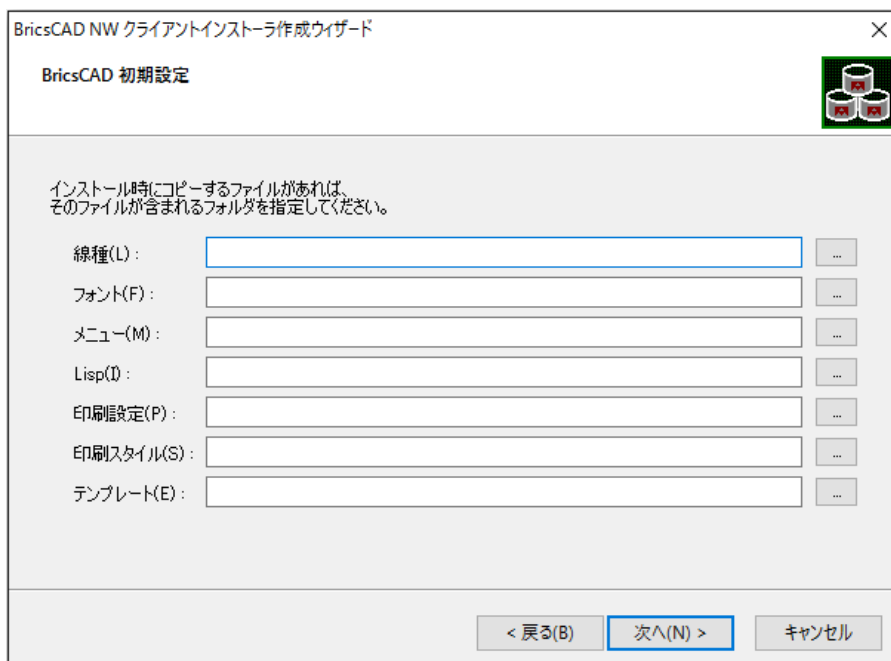 BricsCAD NW クライアントインストーラ作成ウィザード
BricsCAD 初期設定
インストール時にコピーするファイルがあれば、
そのファイルが含まれるフォルダを指定してください。
線種(L) :
...
フォント(F) :
...
メニュー(M) :
...
Lisp(I) :
...
印刷設定(P) :
...
印刷スタイル(S) :
...
テンプレート(E) :
...
< 戻る(B)
次へ(N) >
キャンセル